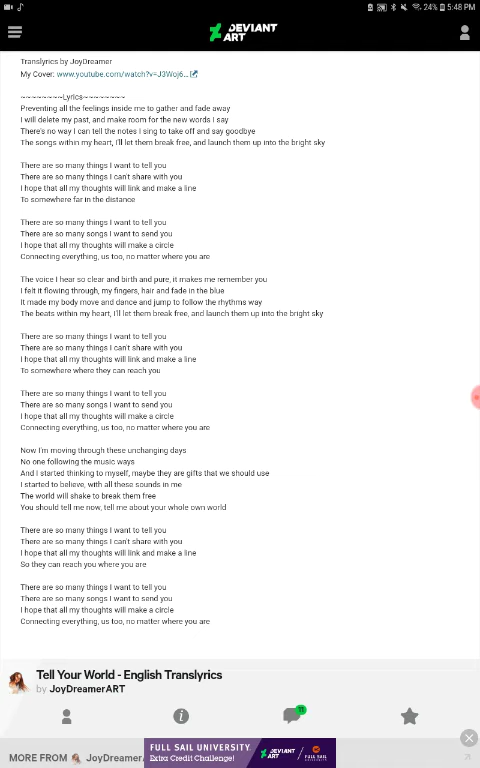 24% 5:48 PM
DEVIANT
ART
Translyrics by JoyDreamer
My Cover: www.youtube.com/watch?v=J3Woj6...
~~~~~~~~Lyrics~~~~~~~~
Preventing all the feelings inside me to gather and fade away
I will delete my past, and make room for the new words I say
There's no way I can tell the notes I sing to take off and say goodbye
The songs within my heart, I'll let them break free, and launch them up into the bright sky
There are so many things I want to tell you
There are so many things I can't share with you
I hope that all my thoughts will link and make a line
To somewhere far in the distance
There are so many things I want to tell you
There are so many songs I want to send you
I hope that all my thoughts will make a circle
Connecting everything, us too, no matter where you are
The voice I hear so clear and birth and pure, it makes me remember you
I felt it flowing through, my fingers, hair and fade in the blue
It made my body move and dance and jump to follow the rhythms way
The beats within my heart, I'll let them break free, and launch them up into the bright sky
There are so many things I want to tell you
There are so many things I can't share with you
I hope that all my thoughts will link and make a line
To somewhere where they can reach you
There are so many things I want to tell you
There are so many songs I want to send you
I hope that all my thoughts will make a circle
Connecting everything, us too, no matter where you are
Now I'm moving through these unchanging days
No one following the music ways
And I started thinking to myself, maybe they are gifts that we should use
I started to believe, with all these sounds in me
The world will shake to break them free
You should tell me now, tell me about your whole own world
There are so many things I want to tell you
There are so many things I can't share with you
I hope that all my thoughts will link and make a line
So they can reach you where you are
There are so many things I want to tell you
There are so many songs I want to send you
I hope that all my thoughts will make a circle
Connecting everything, us too, no matter where you are
Tell Your World - English Translyrics
by JoyDreamerART
11
MORE FROM JoyDreamer
FULL SAIL UNIVERSITY.
Extra Credit Challenge!
DEVIANT
ART
FULL SAIL